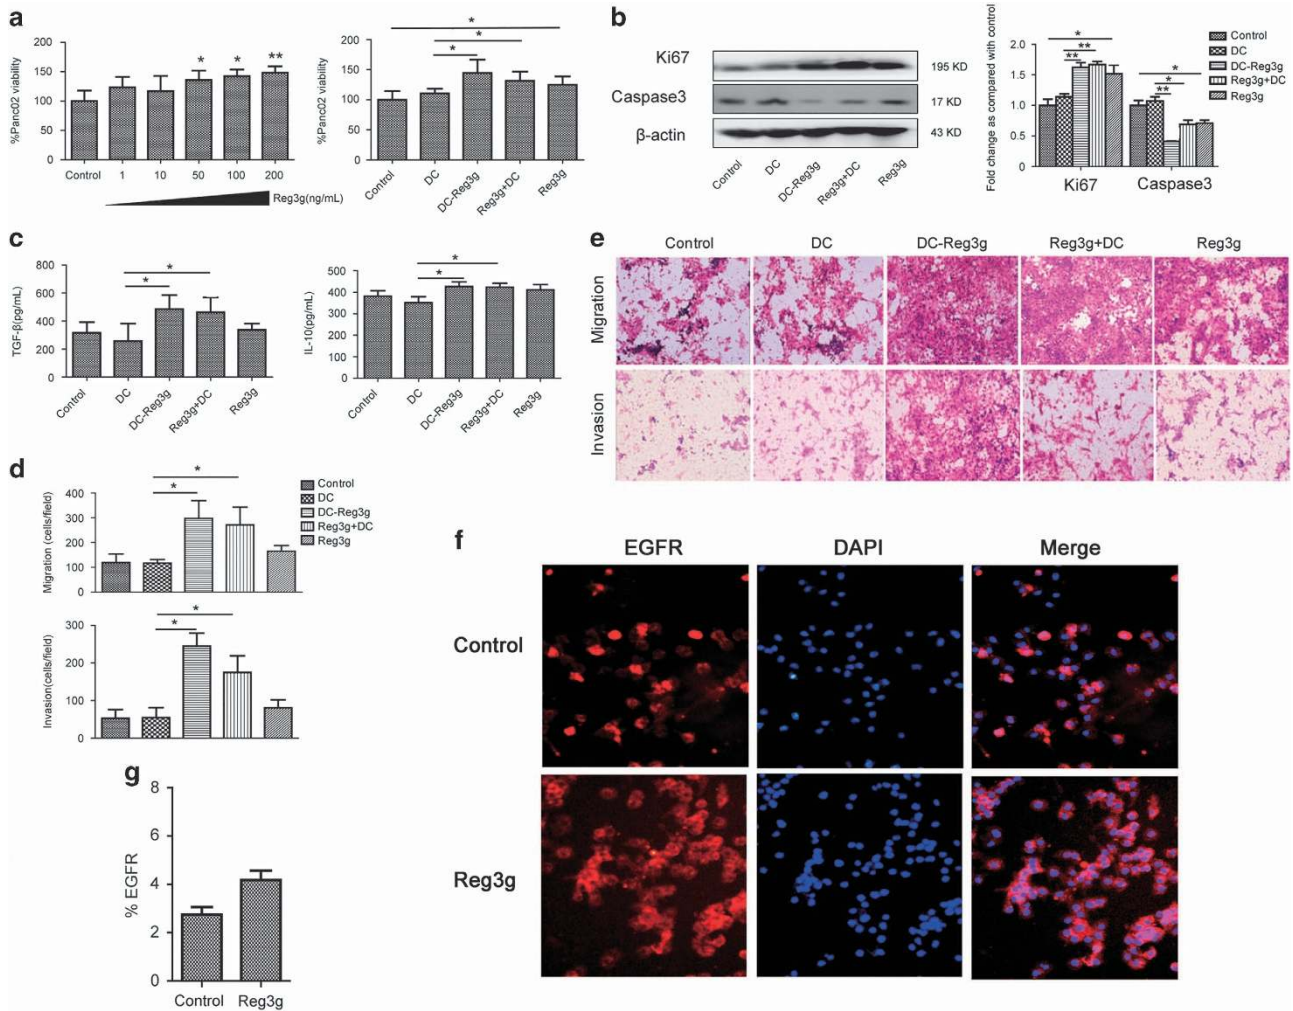 a
%Panc02 viability
200
150
100
50
0
* * **
Control 1 10 50 100 200
Reg3g(ng/mL)
%Panc02 viability
200
150
100
50
0
*
*
*
Control DC DC-Reg3g Reg3g+DC Reg3g
b
Ki67 195 KD
Caspase3 17 KD
β-actin 43 KD
Control DC DC-Reg3g Reg3g+DC Reg3g
Fold change as compared with control
2.0
1.5
1.0
0.5
0
*
**
**
*
*
**
Ki67 Caspase3
Control
DC
DC-Reg3g
Reg3g+DC
Reg3g
c
TGF-β(pg/mL)
800
600
400
200
0
*
*
Control DC DC-Reg3g Reg3g+DC Reg3g
IL-10(pg/mL)
500
400
300
200
100
0
*
*
Control DC DC-Reg3g Reg3g+DC Reg3g
d
Migration (cells/field)
400
300
200
100
0
*
*
Control
DC
DC-Reg3g
Reg3g+DC
Reg3g
Invasion(cells/field)
300
200
100
0
*
*
e
Control DC DC-Reg3g Reg3g+DC Reg3g
Migration
Invasion
f
EGFR DAPI Merge
Control
Reg3g
g
% EGFR
8
6
4
2
0
Control Reg3g